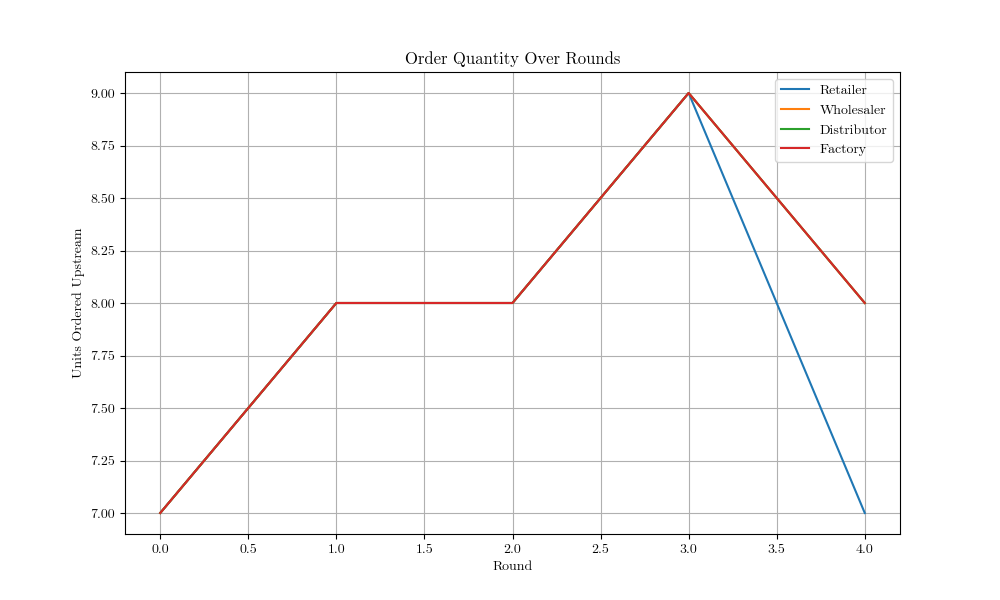 Order Quantity Over Rounds
Retailer
Wholesaler
Distributor
Factory
Units Ordered Upstream
9.00
8.75
8.50
8.25
8.00
7.75
7.50
7.25
7.00
0.0 0.5 1.0 1.5 2.0 2.5 3.0 3.5 4.0
Round